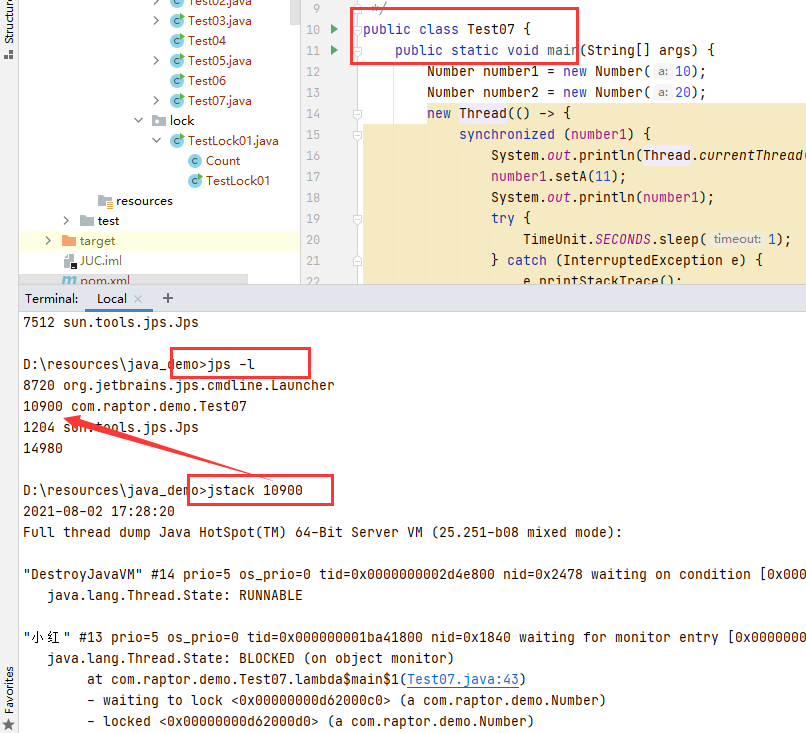 Structure
Test02.java
Test03.java
Test04
Test05.java
Test06
Test07.java
lock
TestLock01.java
Count
TestLock01
resources
test
target
JUC.iml
pom.xml
9 */
10 public class Test07 {
11 public static void main(String[] args) {
12 Number number1 = new Number( a: 10);
13 Number number2 = new Number( a: 20);
14 new Thread(() -> {
15 synchronized (number1) {
16 System.out.println(Thread.currentThread(
17 number1.setA(11);
18 System.out.println(number1);
19 try {
20 TimeUnit.SECONDS.sleep( timeout: 1);
21 } catch (InterruptedException e) {
22 e.printStackTrace();
Terminal: Local × +
7512 sun.tools.jps.Jps
D:\resources\java_demo>jps -l
8720 org.jetbrains.jps.cmdline.Launcher
10900 com.raptor.demo.Test07
1204 sun.tools.jps.Jps
14980
D:\resources\java_demo>jstack 10900
2021-08-02 17:28:20
Full thread dump Java HotSpot(TM) 64-Bit Server VM (25.251-b08 mixed mode):
"DestroyJavaVM" #14 prio=5 os_prio=0 tid=0x0000000002d4e800 nid=0x2478 waiting on condition [0x000
java.lang.Thread.State: RUNNABLE
"小红" #13 prio=5 os_prio=0 tid=0x000000001ba41800 nid=0x1840 waiting for monitor entry [0x0000000
java.lang.Thread.State: BLOCKED (on object monitor)
at com.raptor.demo.Test07.lambda$main$1(Test07.java:43)
- waiting to lock <0x00000000d62000c0> (a com.raptor.demo.Number)
- locked <0x00000000d62000d0> (a com.raptor.demo.Number)
Favorites